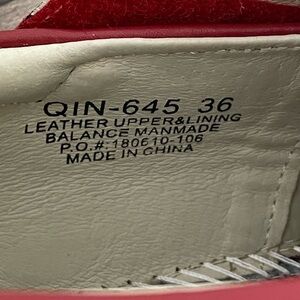 QIN-645 36
LEATHER UPPER&LINING
BALANCE MANMADE
P.O.#:180610-106
MADE IN CHINA